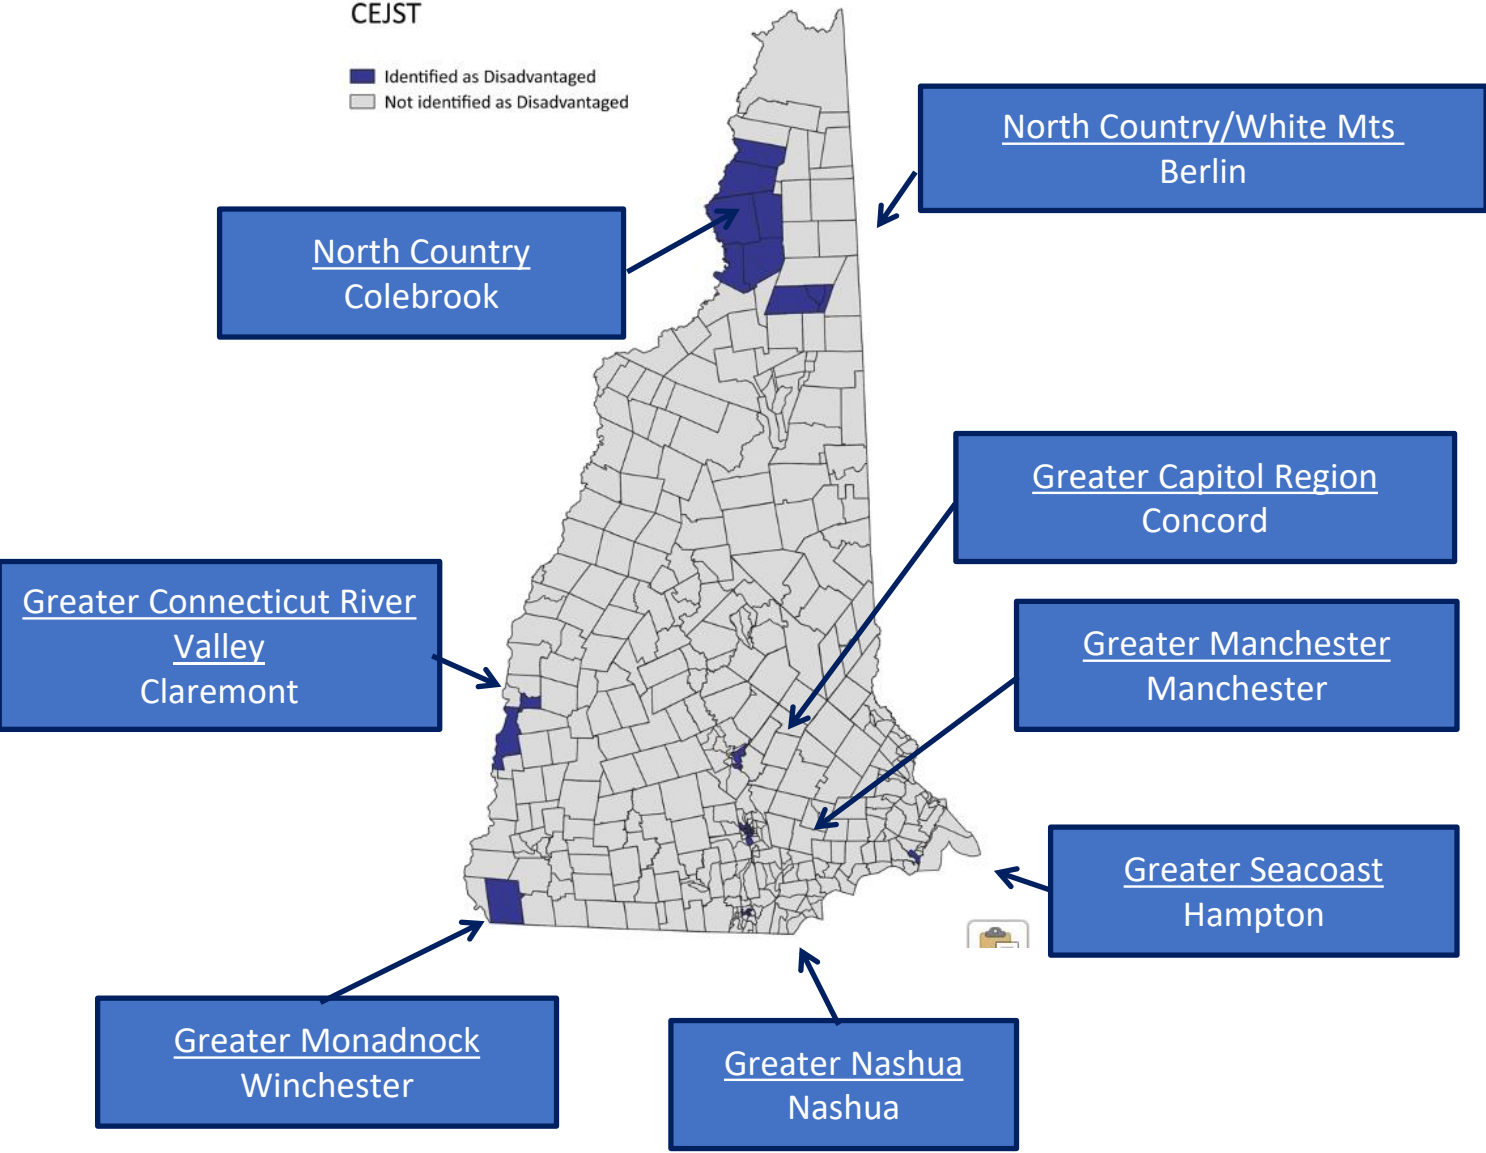 CEJST
Identified as Disadvantaged
Not identified as Disadvantaged
North Country/White Mts
Berlin
North Country
Colebrook
Greater Capitol Region
Concord
Greater Connecticut River
Valley
Claremont
Greater Manchester
Manchester
Greater Seacoast
Hampton
Greater Monadnock
Winchester
Greater Nashua
Nashua